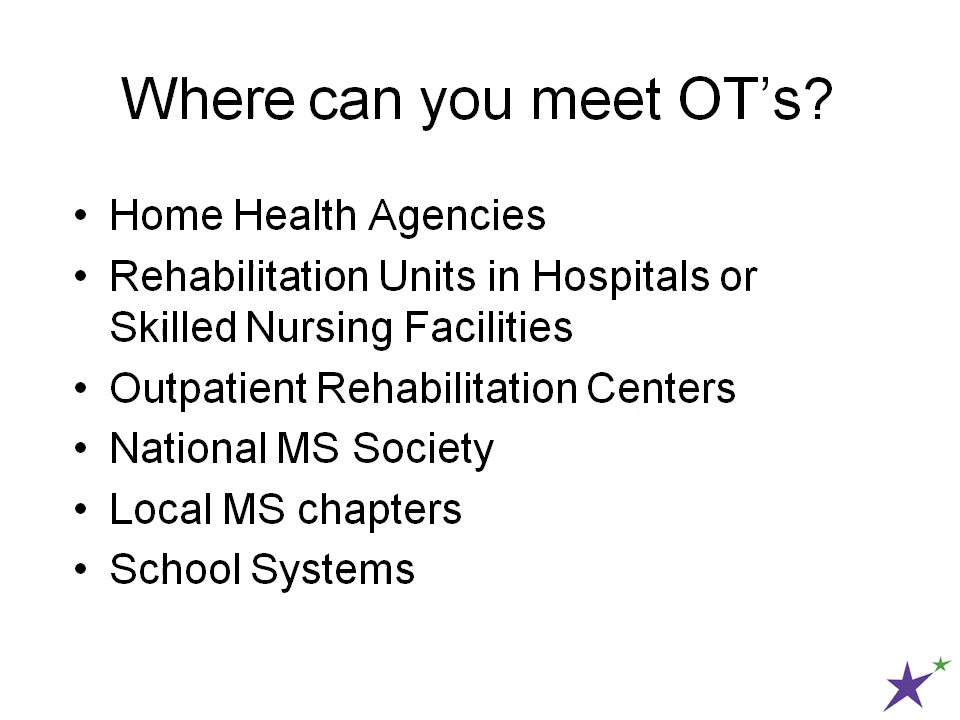 Where can you meet OT’s?
• Home Health Agencies
• Rehabilitation Units in Hospitals or
Skilled Nursing Facilities
• Outpatient Rehabilitation Centers
• National MS Society
• Local MS chapters
• School Systems